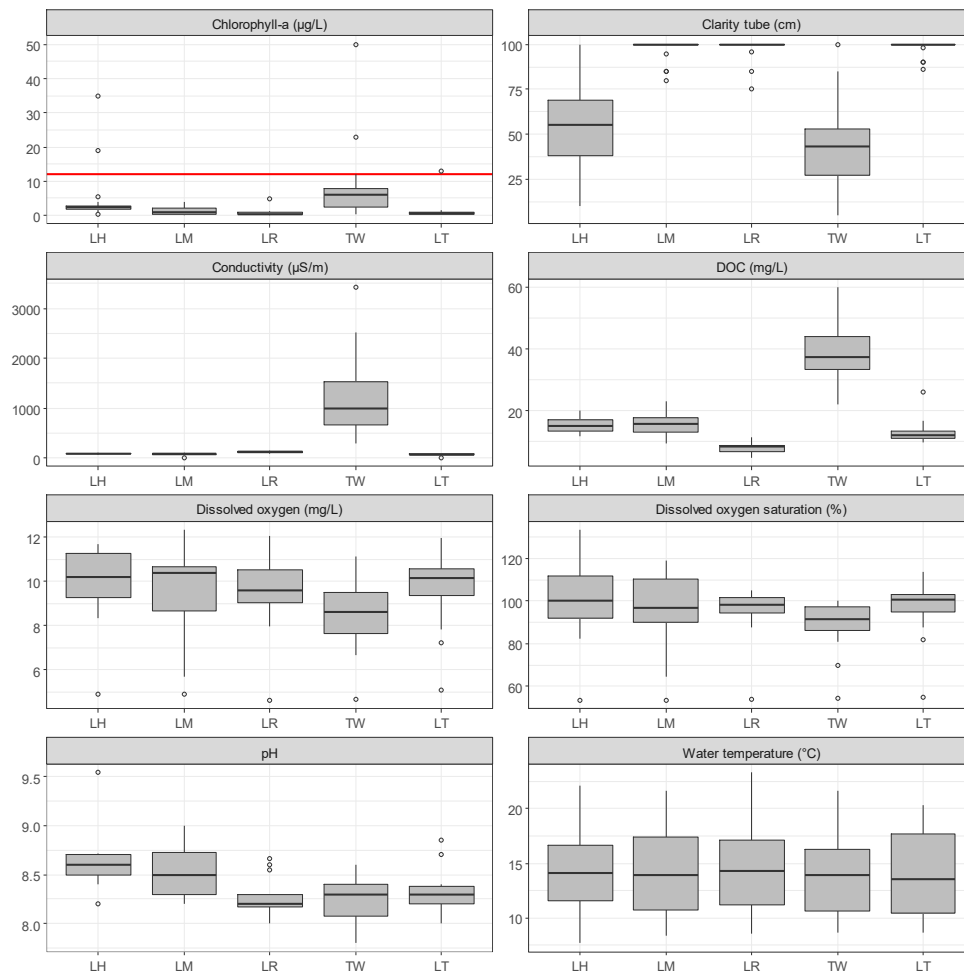 Chlorophyll-a (µg/L)
Clarity tube (cm)
50
40
30
20
10
0
100
75
50
25
LH LM LR TW LT
LH LM LR TW LT
Conductivity (µS/m)
DOC (mg/L)
3000
2000
1000
0
60
40
20
LH LM LR TW LT
LH LM LR TW LT
Dissolved oxygen (mg/L)
Dissolved oxygen saturation (%)
12
10
8
6
120
100
80
60
LH LM LR TW LT
LH LM LR TW LT
pH
Water temperature (°C)
9.5
9.0
8.5
8.0
20
15
10
LH LM LR TW LT
LH LM LR TW LT